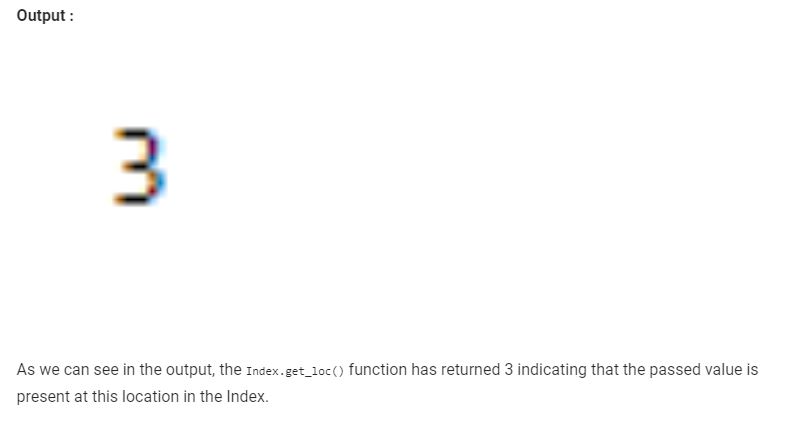 Output :
3
As we can see in the output, the Index.get_loc() function has returned 3 indicating that the passed value is
present at this location in the Index.